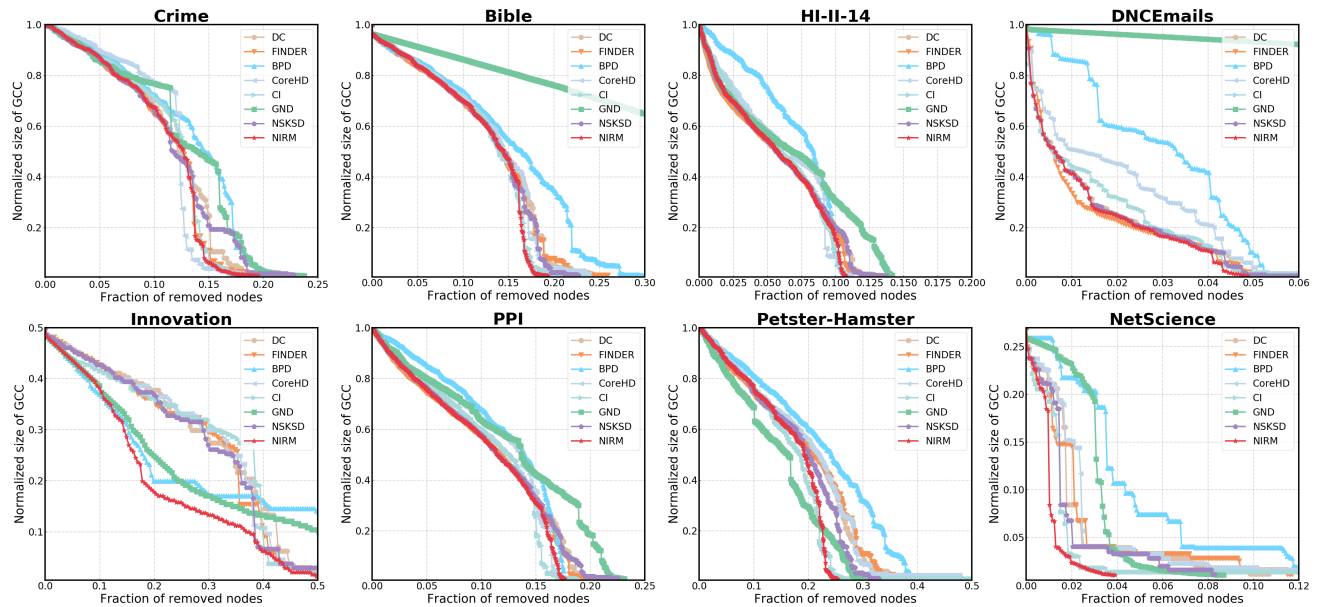 Crime
Normalized size of GCC
1.0
0.8
0.6
0.4
0.2
0.00 0.05 0.10 0.15 0.20 0.25
Fraction of removed nodes
DC
FINDER
BPD
CoreHD
CI
GND
NSKSD
NIRM
Bible
Normalized size of GCC
1.0
0.8
0.6
0.4
0.2
0.00 0.05 0.10 0.15 0.20 0.25 0.30
Fraction of removed nodes
DC
FINDER
BPD
CoreHD
CI
GND
NSKSD
NIRM
HI-II-14
Normalized size of GCC
1.0
0.8
0.6
0.4
0.2
0.000 0.025 0.050 0.075 0.100 0.125 0.150 0.175 0.200
Fraction of removed nodes
DC
FINDER
BPD
CoreHD
CI
GND
NSKSD
NIRM
DNCEmails
Normalized size of GCC
1.0
0.8
0.6
0.4
0.2
0.00 0.01 0.02 0.03 0.04 0.05 0.06
Fraction of removed nodes
DC
FINDER
BPD
CoreHD
CI
GND
NSKSD
NIRM
Innovation
Normalized size of GCC
0.5
0.4
0.3
0.2
0.1
0.0 0.1 0.2 0.3 0.4 0.5
Fraction of removed nodes
DC
FINDER
BPD
CoreHD
CI
GND
NSKSD
NIRM
PPI
Normalized size of GCC
1.0
0.8
0.6
0.4
0.2
0.00 0.05 0.10 0.15 0.20 0.25
Fraction of removed nodes
DC
FINDER
BPD
CoreHD
CI
GND
NSKSD
NIRM
Petster-Hamster
Normalized size of GCC
1.0
0.8
0.6
0.4
0.2
0.0 0.1 0.2 0.3 0.4 0.5
Fraction of removed nodes
DC
FINDER
BPD
CoreHD
CI
GND
NSKSD
NIRM
NetScience
Normalized size of GCC
0.25
0.20
0.15
0.10
0.05
0.00 0.02 0.04 0.06 0.08 0.10 0.12
Fraction of removed nodes
DC
FINDER
BPD
CoreHD
CI
GND
NSKSD
NIRM